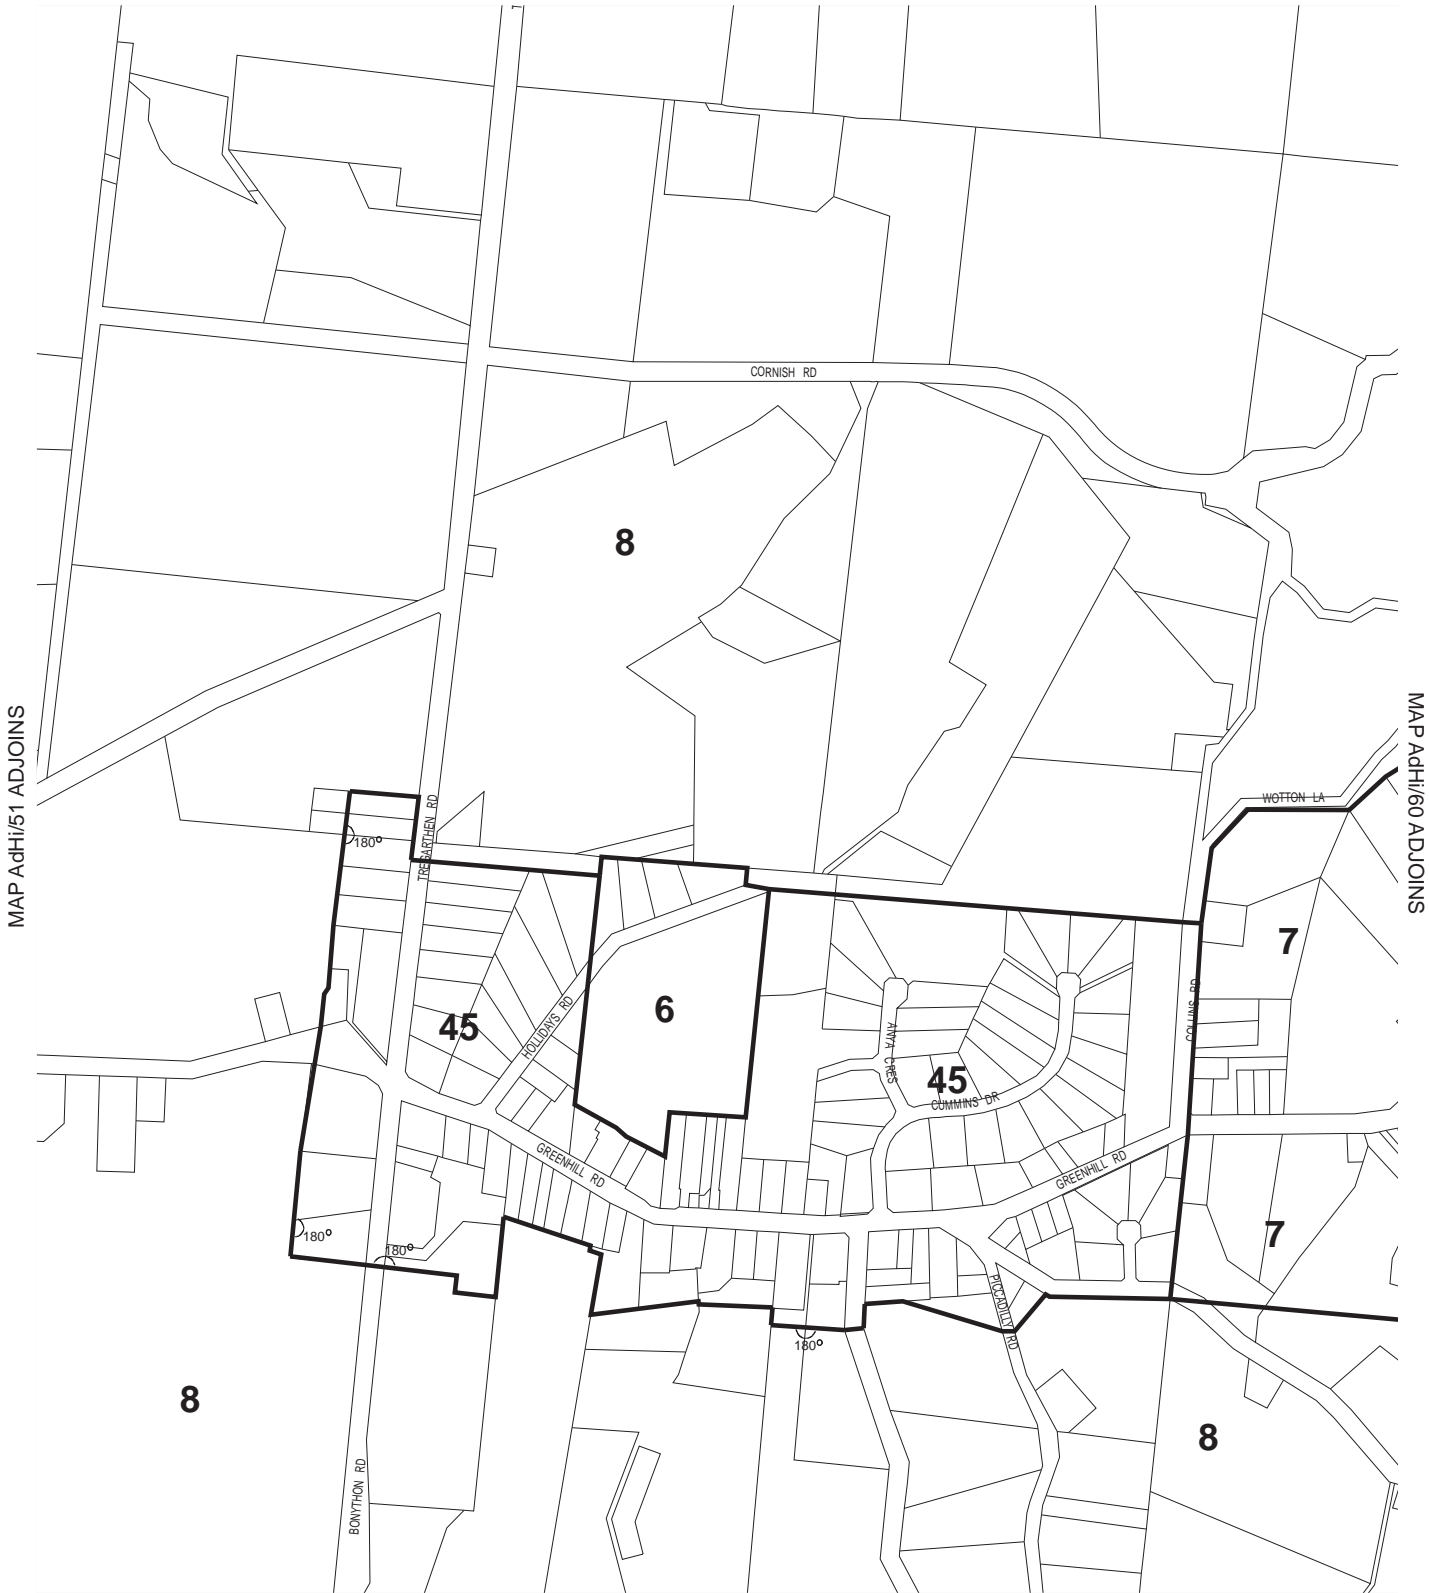 T
CORNISH RD
8
MAP AdHi/51 ADJOINS
MAP AdHi/60 ADJOINS
WOTTON LA
TREGARTHEN RD
180°
7
COLLINS RD
6
45
HOLLIDAYS RD
ANYA CRES
45
CUMMINS DR
GREENHILL RD
GREENHILL RD
180°
180°
7
PICCADILLY RD
180°
8
8
BONYTHON RD